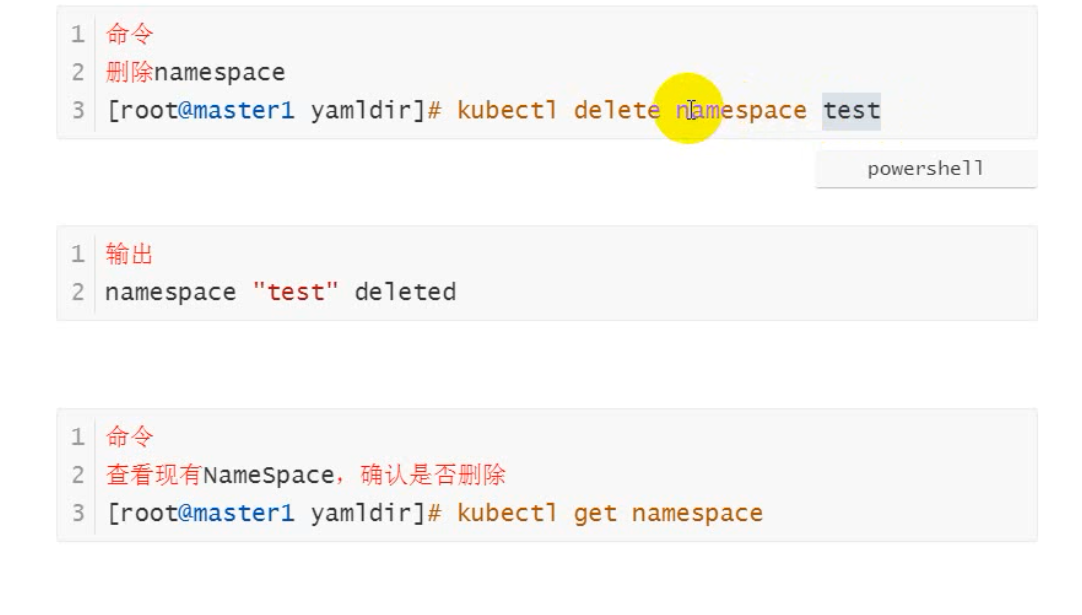 1 命令
2 删除namespace
3 [root@master1 yamldir]# kubectl delete namespace test
powershell
1 输出
2 namespace "test" deleted
1 命令
2 查看现有NameSpace，确认是否删除
3 [root@master1 yamldir]# kubectl get namespace